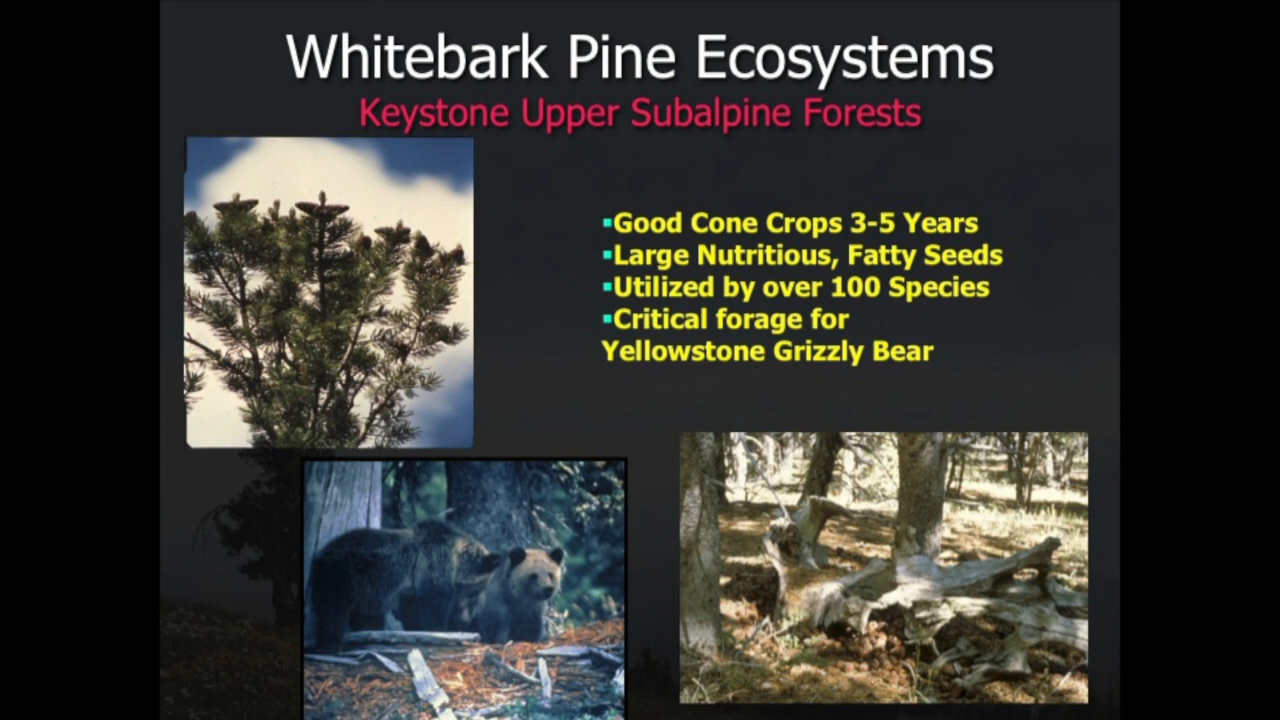 Whitebark Pine Ecosystems
Keystone Upper Subalpine Forests
▪Good Cone Crops 3-5 Years
▪Large Nutritious, Fatty Seeds
▪Utilized by over 100 Species
▪Critical forage for
Yellowstone Grizzly Bear